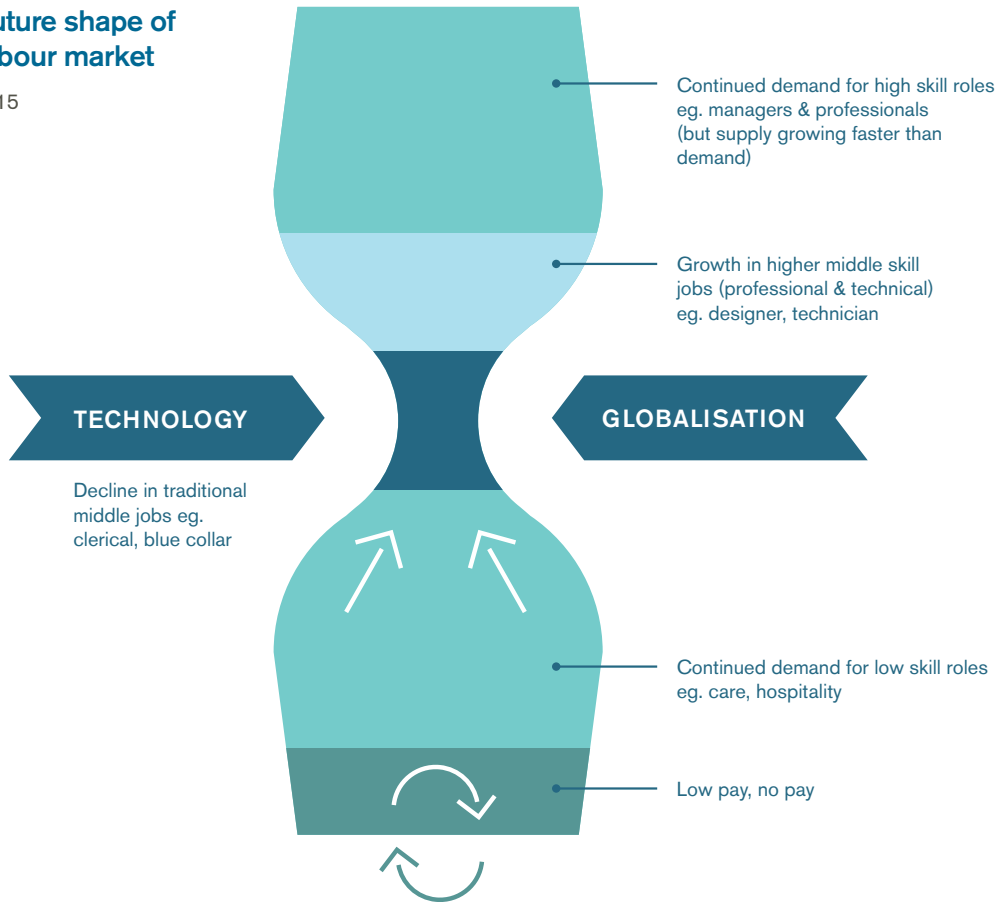 uture shape of
bour market
15
Continued demand for high skill roles
eg. managers & professionals
(but supply growing faster than
demand)
Growth in higher middle skill
jobs (professional & technical)
eg. designer, technician
TECHNOLOGY
GLOBALISATION
Decline in traditional
middle jobs eg.
clerical, blue collar
Continued demand for low skill roles
eg. care, hospitality
Low pay, no pay